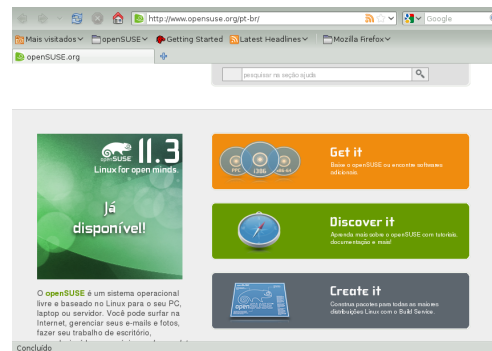 http://www.opensuse.org/pt-br/
Google
Mais visitados
openSUSE
Getting Started
Latest Headlines
Mozilla Firefox
openSUSE.org
pesquisar na seção ajuda
openSUSE 11.3
Linux for open minds.
Já
disponível!
O openSUSE é um sistema operacional
livre e baseado no Linux para o seu PC,
laptop ou servidor. Você pode surfar na
Internet, gerenciar seus e-mails e fotos,
fazer seu trabalho de escritório,
PPC
i386
x86-64
Get it
Baixe o openSUSE ou encontre softwares
adicionais.
Discover it
Aprenda mais sobre o openSUSE com tutoriais,
documentação e mais!
Create it
Construa pacotes para todas as maiores
distribuições Linux com o Build Service.
Concluído